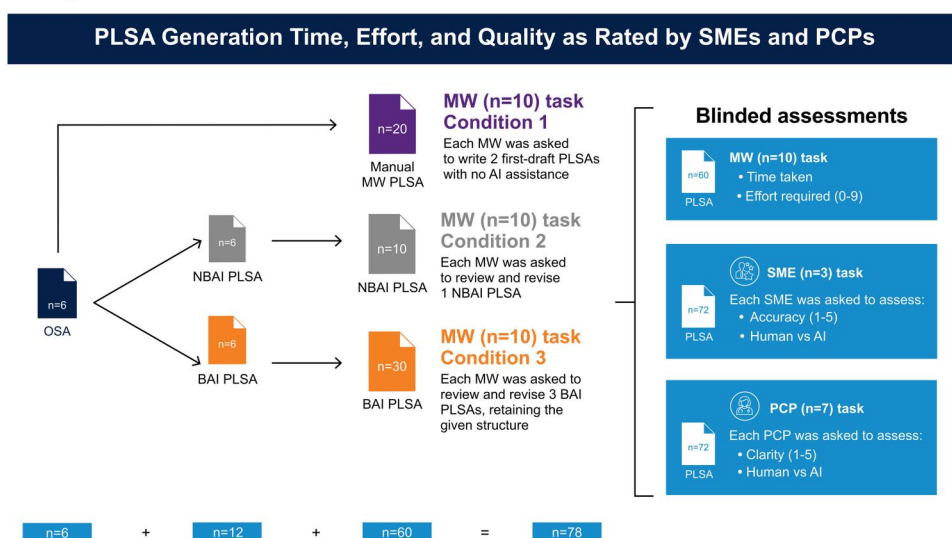 PLSA Generation Time, Effort, and Quality as Rated by SMEs and PCPs
n=20
Manual
MW PLSA
MW (n=10) task
Condition 1
Each MW was asked
to write 2 first-draft PLSAs
with no AI assistance
n=6
OSA
n=6
NBAI PLSA
n=10
NBAI PLSA
MW (n=10) task
Condition 2
Each MW was asked
to review and revise
1 NBAI PLSA
n=6
BAI PLSA
n=30
BAI PLSA
MW (n=10) task
Condition 3
Each MW was asked to
review and revise 3 BAI
PLSAs, retaining the
given structure
Blinded assessments
n=60
PLSA
MW (n=10) task
• Time taken
• Effort required (0-9)
n=72
PLSA
SME (n=3) task
Each SME was asked to assess:
• Accuracy (1-5)
• Human vs AI
n=72
PLSA
PCP (n=7) task
Each PCP was asked to assess:
• Clarity (1-5)
• Human vs AI
n=6 + n=12 + n=60 = n=78